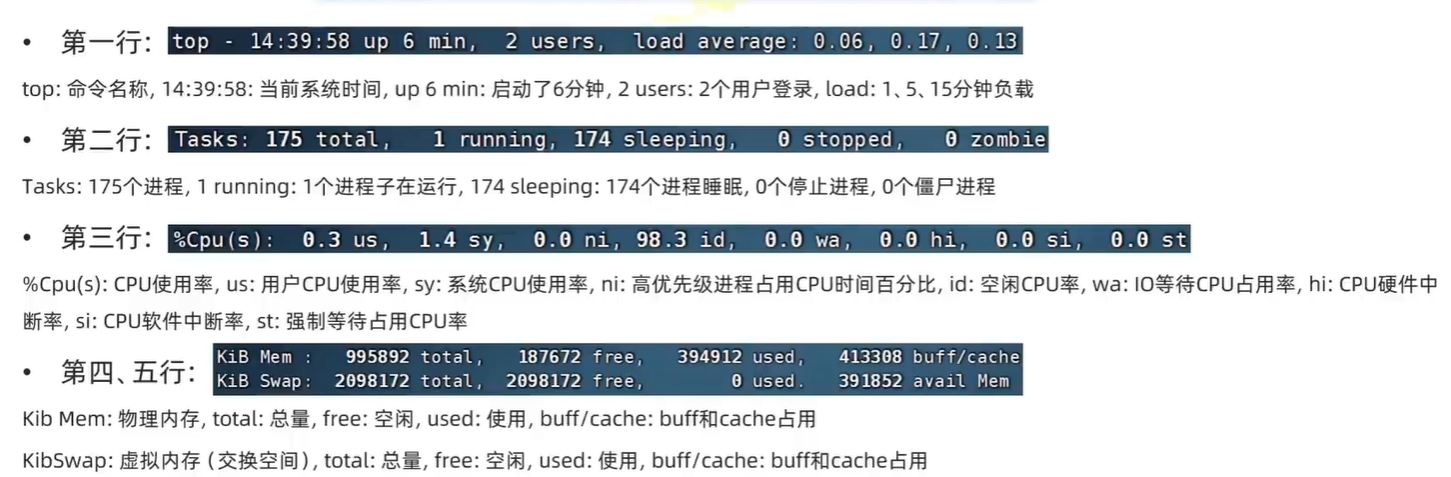 • 第一行: top - 14:39:58 up 6 min,  2 users,  load average: 0.06, 0.17, 0.13
top: 命令名称, 14:39:58: 当前系统时间, up 6 min: 启动了6分钟, 2 users: 2个用户登录, load: 1、5、15分钟负载
• 第二行: Tasks: 175 total,   1 running, 174 sleeping,   0 stopped,   0 zombie
Tasks: 175个进程, 1 running: 1个进程子在运行, 174 sleeping: 174个进程睡眠, 0个停止进程, 0个僵尸进程
• 第三行: %Cpu(s):  0.3 us,  1.4 sy,  0.0 ni, 98.3 id,  0.0 wa,  0.0 hi,  0.0 si,  0.0 st
%Cpu(s): CPU使用率, us: 用户CPU使用率, sy: 系统CPU使用率, ni: 高优先级进程占用CPU时间百分比, id: 空闲CPU率, wa: IO等待CPU占用率, hi: CPU硬件中
断率, si: CPU软件中断率, st: 强制等待占用CPU率
• 第四、五行:
KiB Mem :   995892 total,   187672 free,   394912 used,   413308 buff/cache
KiB Swap:  2098172 total,  2098172 free,        0 used.   391852 avail Mem
Kib Mem: 物理内存, total: 总量, free: 空闲, used: 使用, buff/cache: buff和cache占用
KibSwap: 虚拟内存（交换空间）, total: 总量, free: 空闲, used: 使用, buff/cache: buff和cache占用